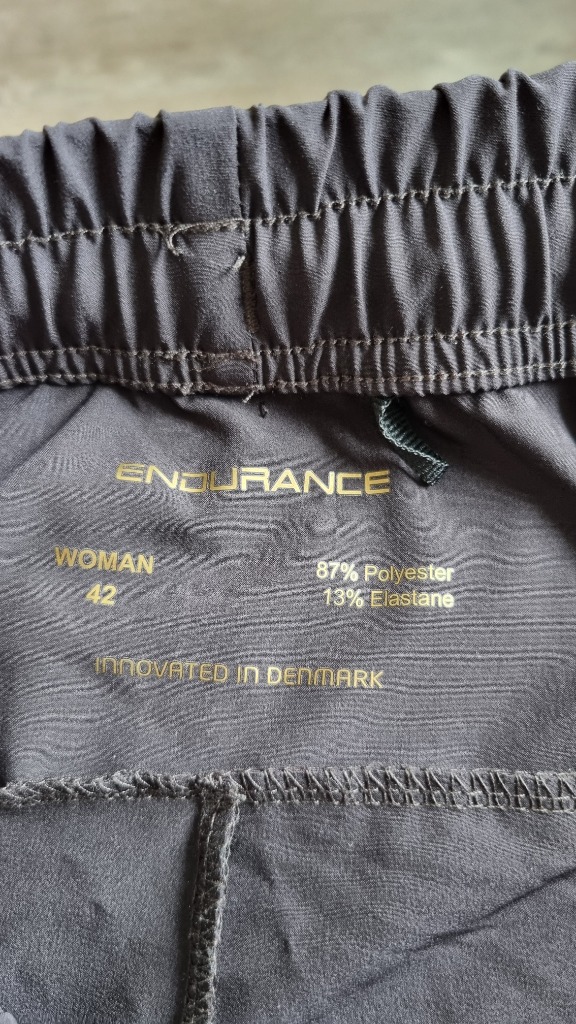 ENDURANCE
WOMAN
42
87% Polyester
13% Elastane
INNOVATED IN DENMARK